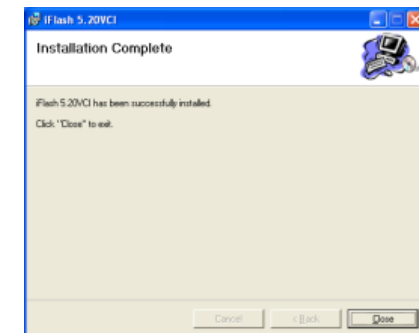 iFlash 5.20VCI
Installation Complete
iFlash 5.20VCI has been successfully installed.
Click "Close" to exit.
Cancel
< Back
Close